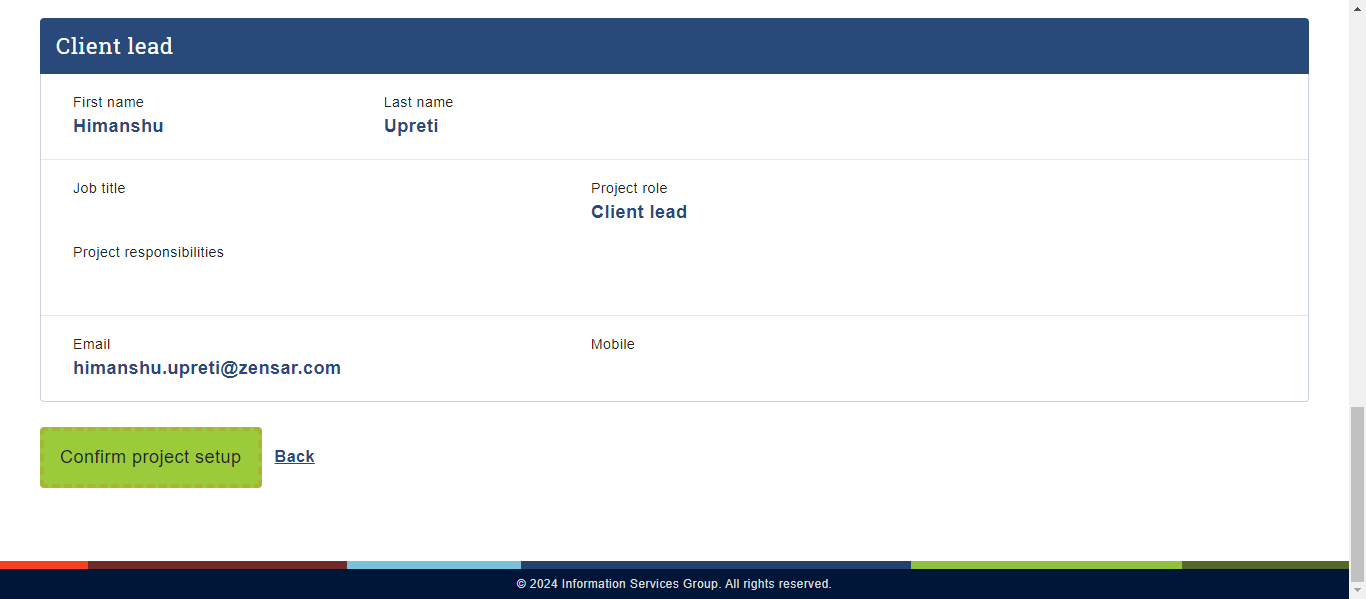 Client lead
First name Last name
Himanshu Upreti
Job title Project role
Client lead
Project responsibilities
Email Mobile
himanshu.upreti@zensar.com
Confirm project setup Back
© 2024 Information Services Group. All rights reserved.